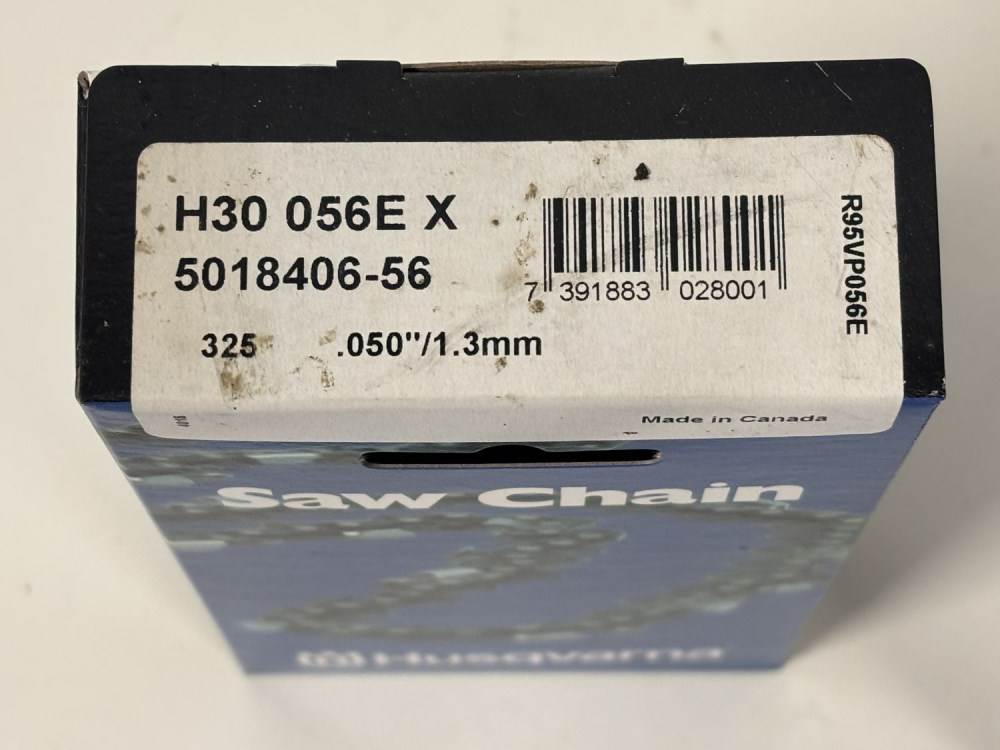 H30 056E X
5018406-56
325 .050"/1.3mm
7 391883 028001
R95VP056E
Made in Canada
Saw Chain
Husqvarna